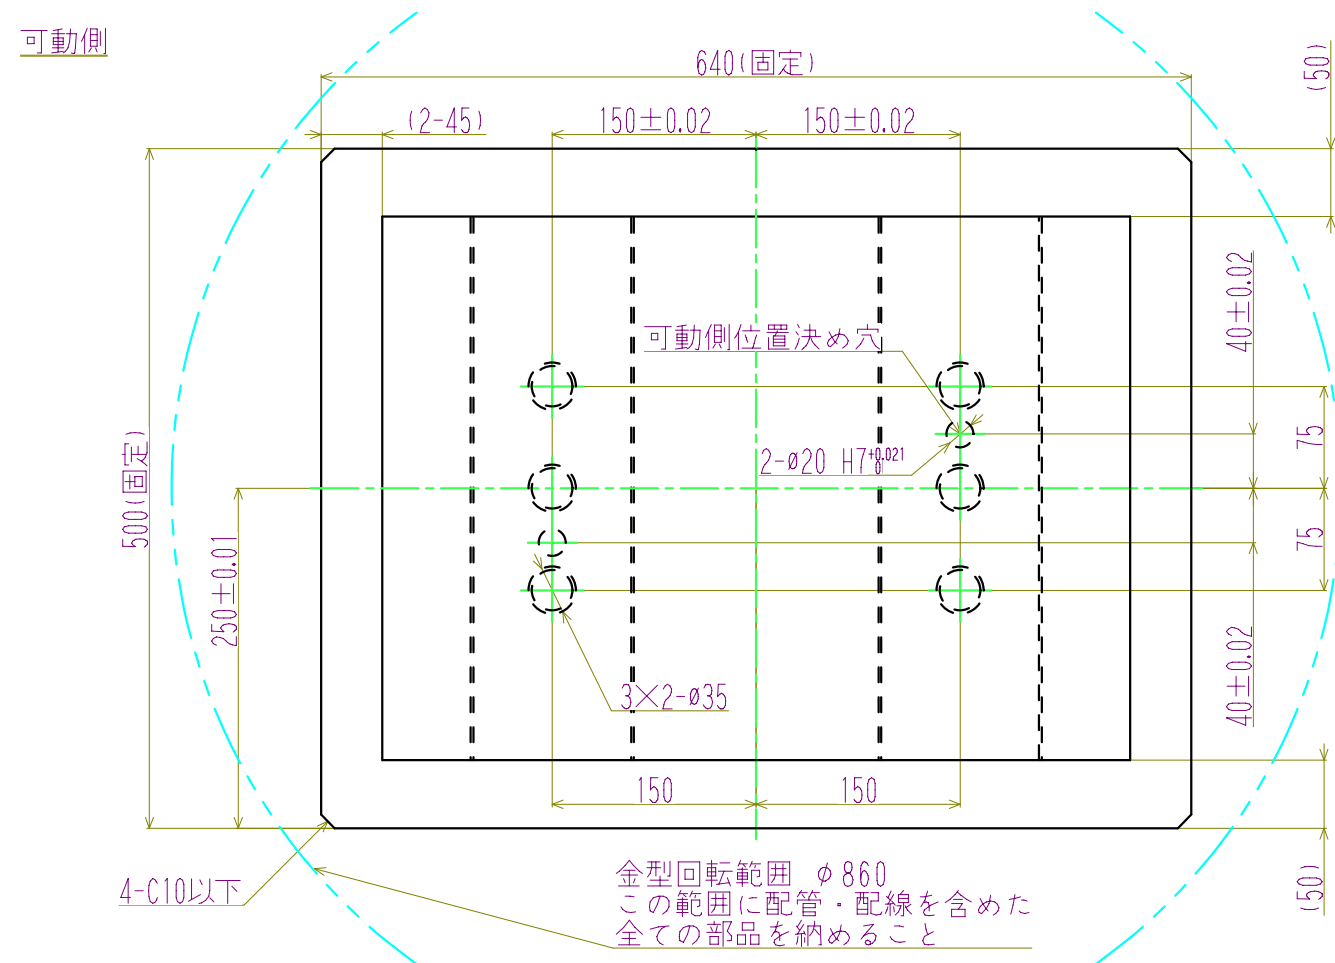 可動側
640(固定)
(50)
(2-45)
150±0.02
150±0.02
40±0.02
可動側位置決め穴
75
2-ø20 H7 +0.021 0
500(固定)
75
250±0.01
40±0.02
3×2-ø35
150
150
4-C10以下
(50)
金型回転範囲 φ860
この範囲に配管・配線を含めた
全ての部品を納めること